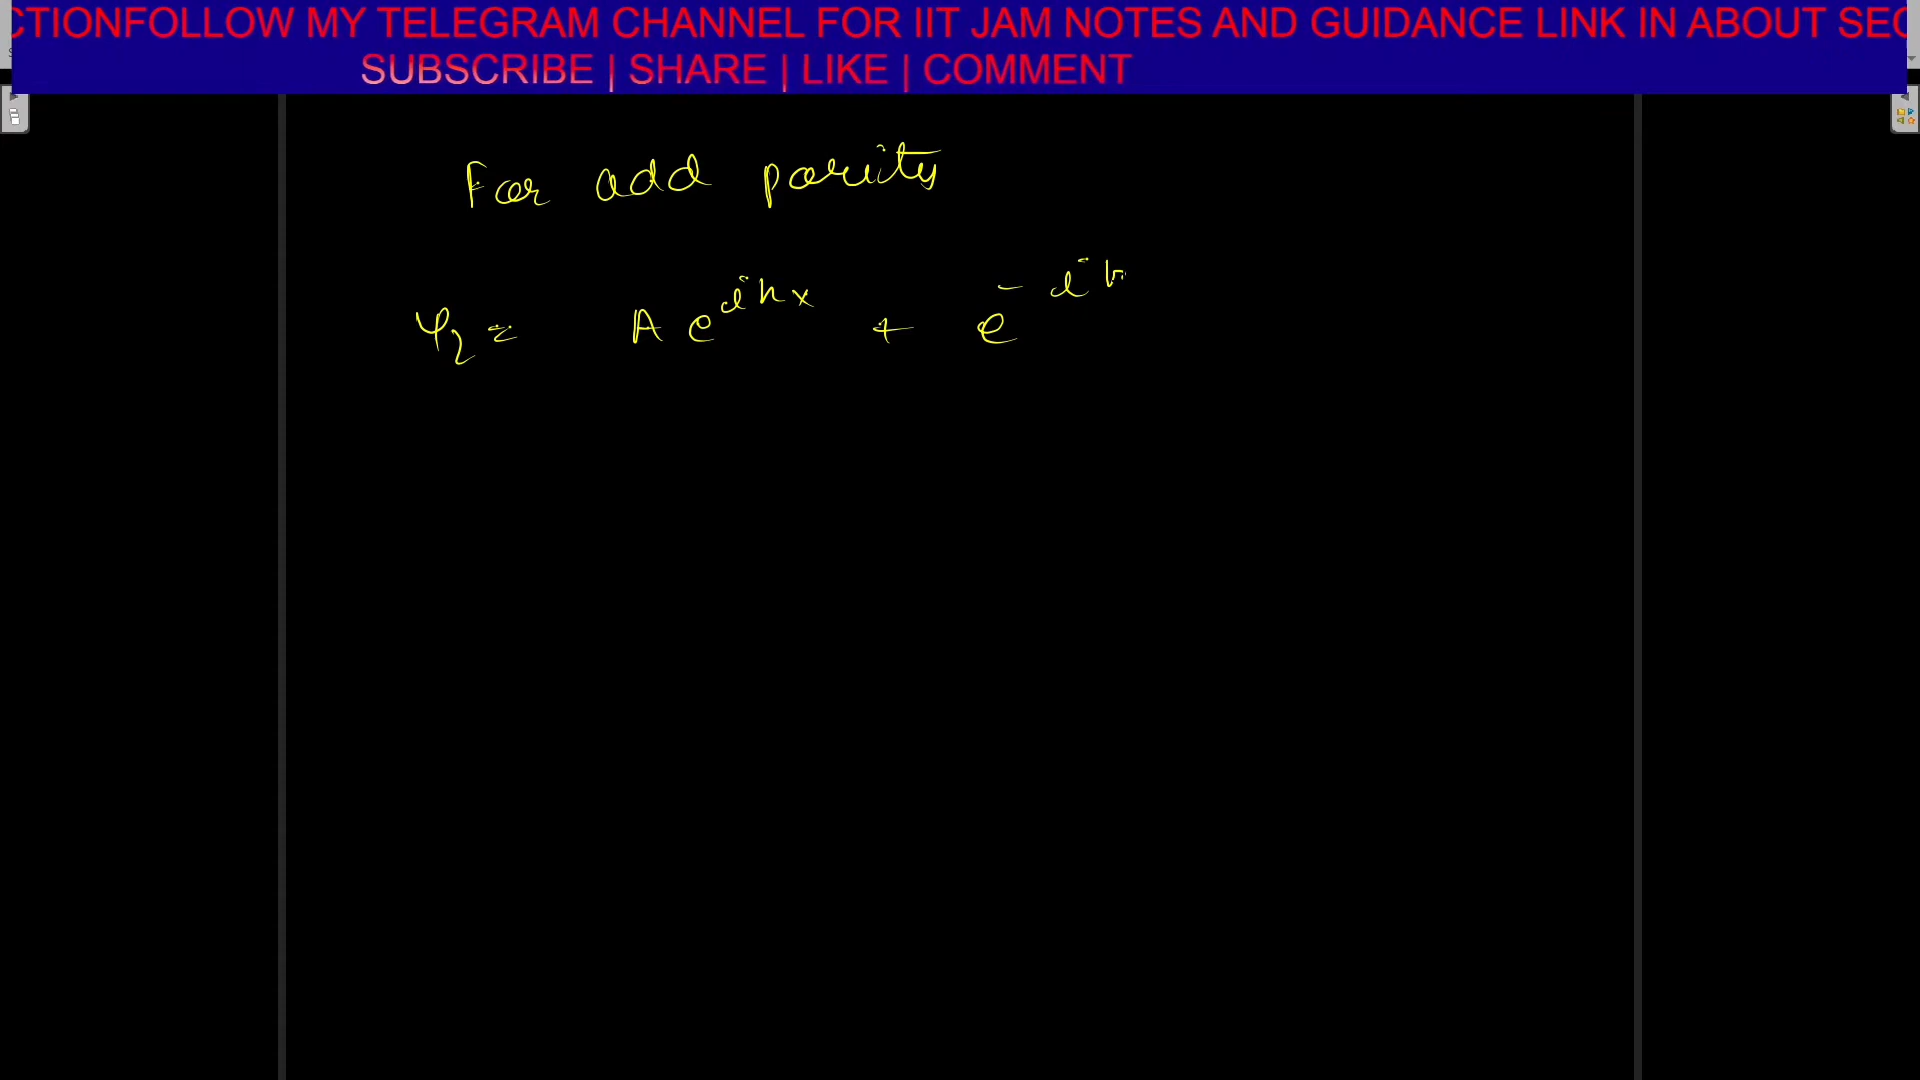 CTIONFOLLOW MY TELEGRAM CHANNEL FOR IIT JAM NOTES AND GUIDANCE LINK IN ABOUT SEC
SUBSCRIBE | SHARE | LIKE | COMMENT
For odd parity
ψ₂ = A e^{ikx} + e^{-ik